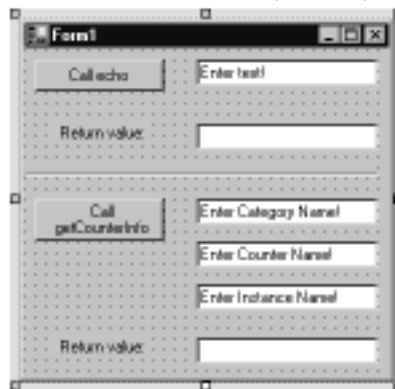 Form1
Call echo
Enter text!
Return value:
Call
getCounterInfo
Enter Category Name!
Enter Counter Name!
Enter Instance Name!
Return value: